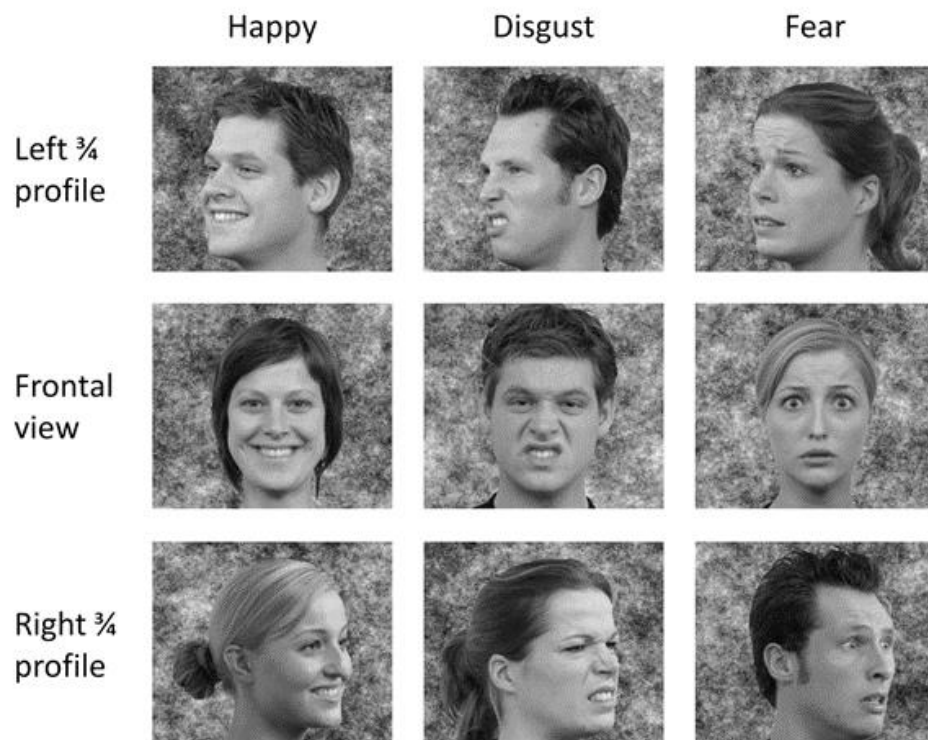 Happy
Disgust
Fear
Left ¾
profile
Frontal
view
Right ¾
profile